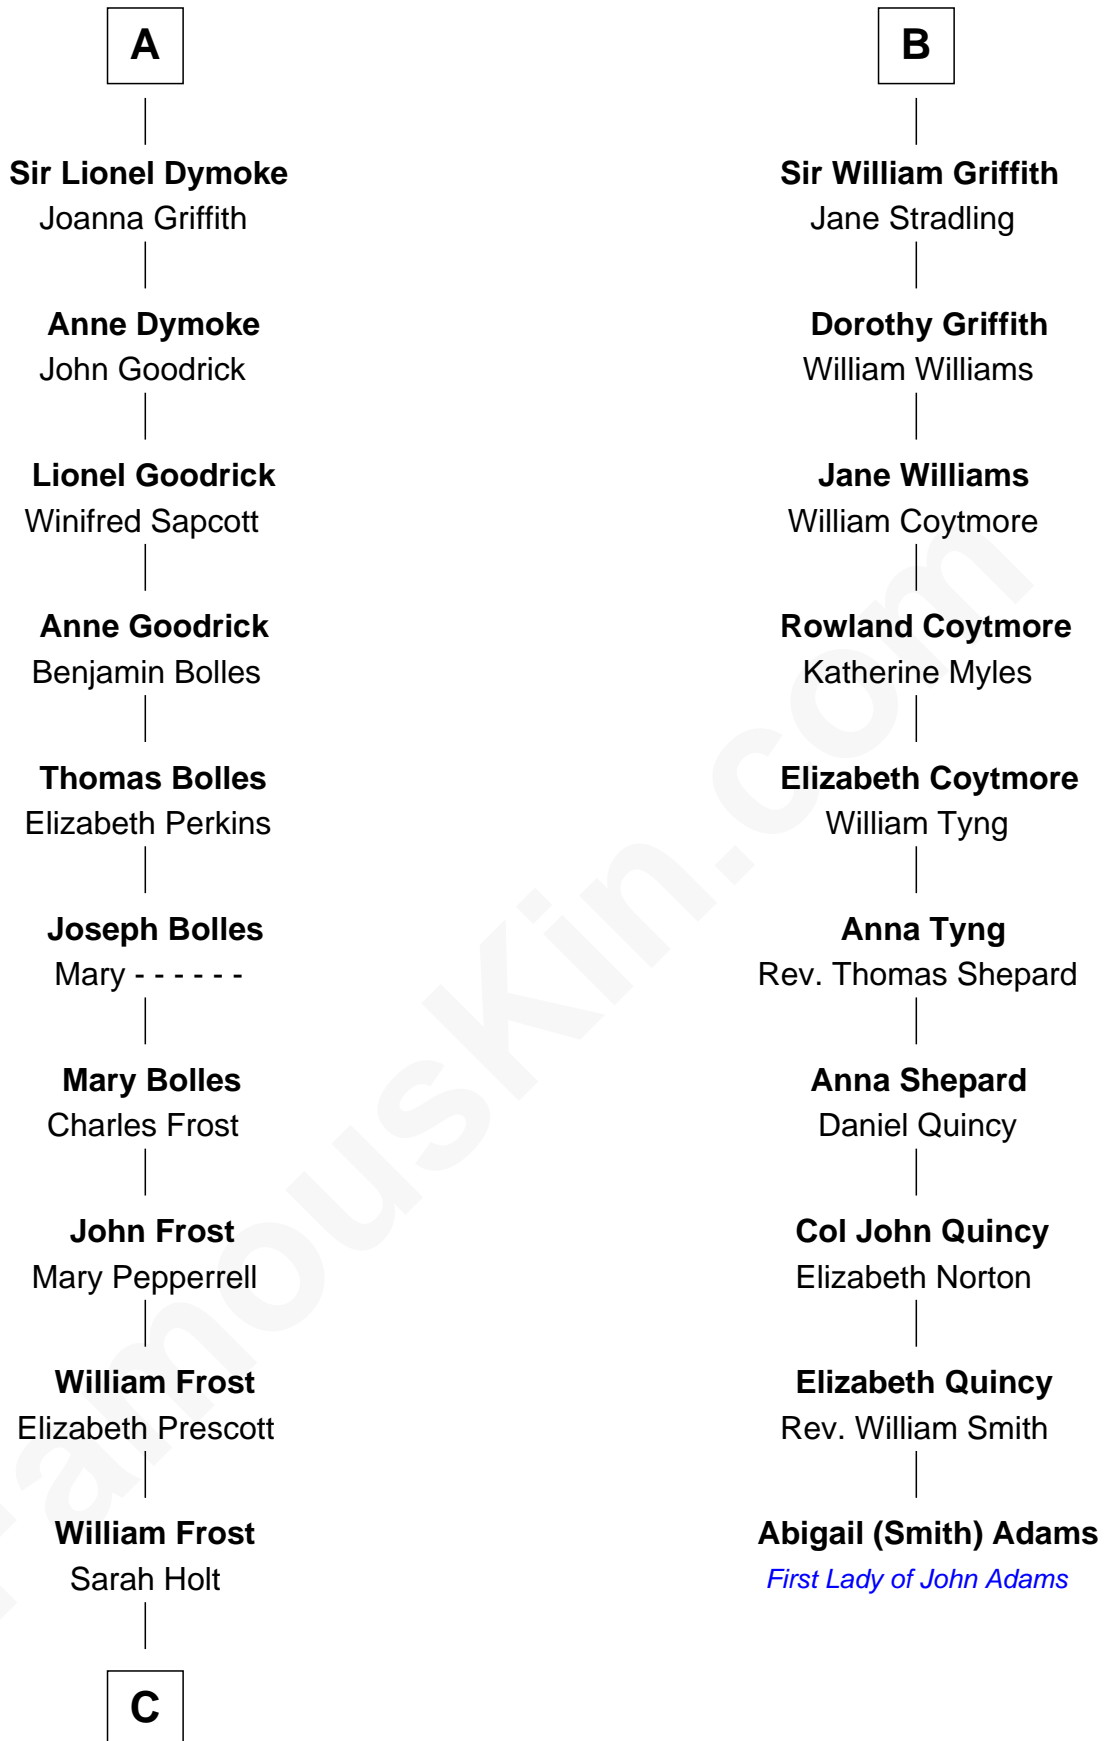 A
Sir Lionel Dymoke
Joanna Griffith
Anne Dymoke
John Goodrick
Lionel Goodrick
Winifred Sapcott
Anne Goodrick
Benjamin Bolles
Thomas Bolles
Elizabeth Perkins
Joseph Bolles
Mary - - - - - -
Mary Bolles
Charles Frost
John Frost
Mary Pepperrell
William Frost
Elizabeth Prescott
William Frost
Sarah Holt
C
B
Sir William Griffith
Jane Stradling
Dorothy Griffith
William Williams
Jane Williams
William Coytmore
Rowland Coytmore
Katherine Myles
Elizabeth Coytmore
William Tyng
Anna Tyng
Rev. Thomas Shepard
Anna Shepard
Daniel Quincy
Col John Quincy
Elizabeth Norton
Elizabeth Quincy
Rev. William Smith
Abigail (Smith) Adams
First Lady of John Adams
FamousKin.com